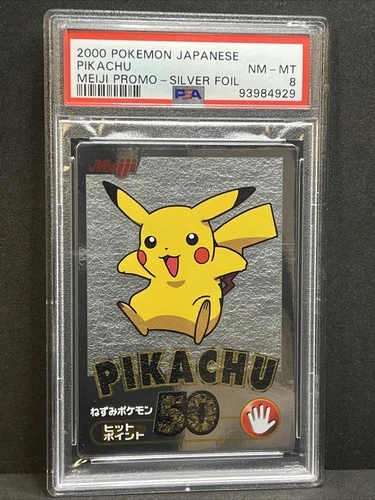 2000 POKEMON JAPANESE
PIKACHU NM-MT
MEIJI PROMO-SILVER FOIL 8
PSA 93984929
Meiji
PIKACHU
ねずみポケモン 50
ヒット
ポイント